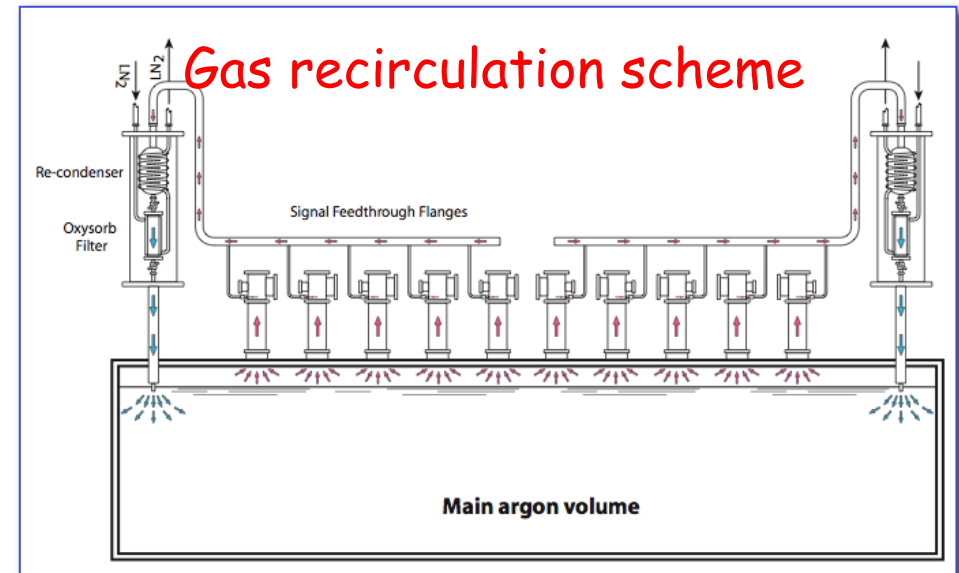 Gas recirculation scheme
LN2
LN2
Re-condenser
Oxysorb
Filter
Signal Feedthrough Flanges
Main argon volume